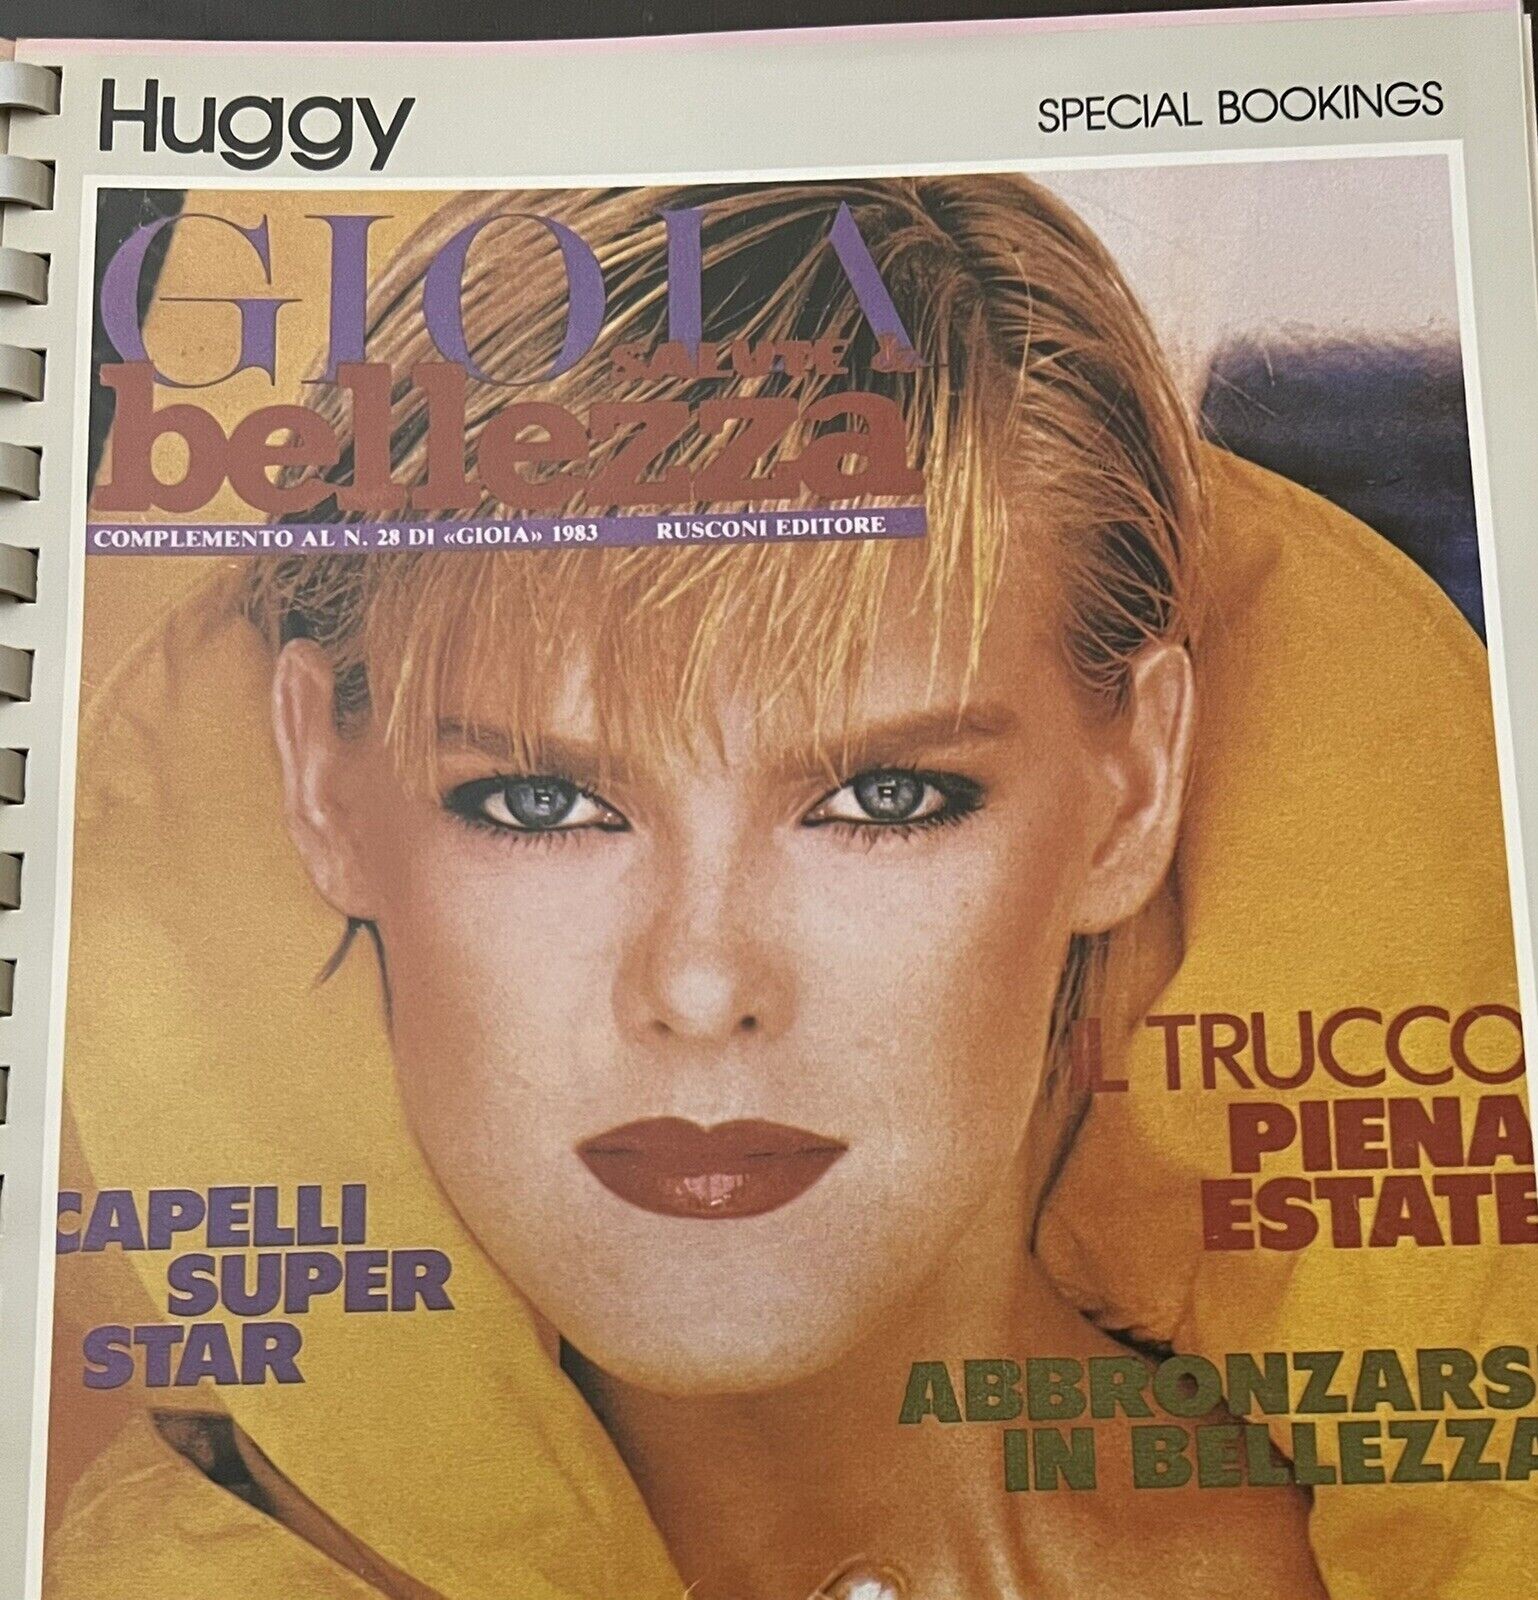 Huggy
SPECIAL BOOKINGS
GIOIA
SALUTE &
bellezza
COMPLEMENTO AL N. 28 DI «GIOIA» 1983 RUSCONI EDITORE
IL TRUCCO
PIENA
ESTATE
CAPELLI
SUPER
STAR
ABBRONZARSI
IN BELLEZZA